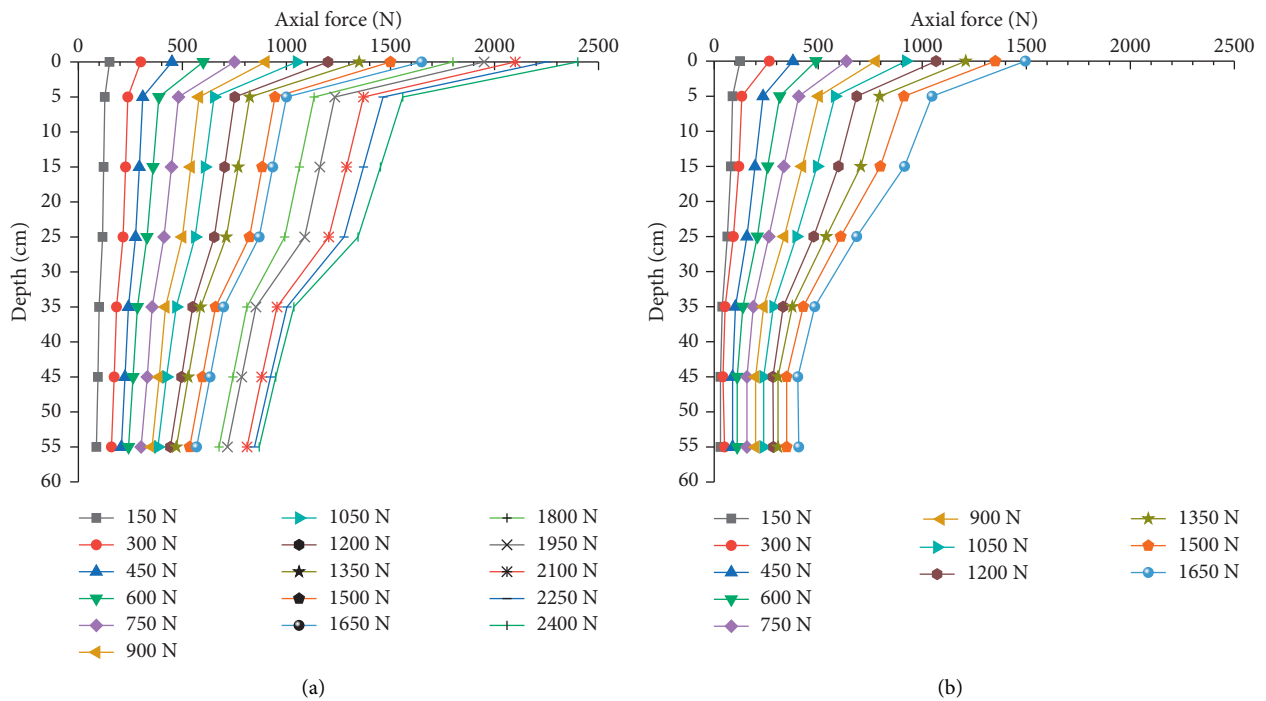 Axial force (N)
0 500 1000 1500 2000 2500
0
5
10
15
20
25
30
35
40
45
50
55
60
Depth (cm)
150 N
300 N
450 N
600 N
750 N
900 N
1050 N
1200 N
1350 N
1500 N
1650 N
1800 N
1950 N
2100 N
2250 N
2400 N
(a)
Axial force (N)
0 500 1000 1500 2000 2500
0
5
10
15
20
25
30
35
40
45
50
55
60
Depth (cm)
150 N
300 N
450 N
600 N
750 N
900 N
1050 N
1200 N
1350 N
1500 N
1650 N
(b)